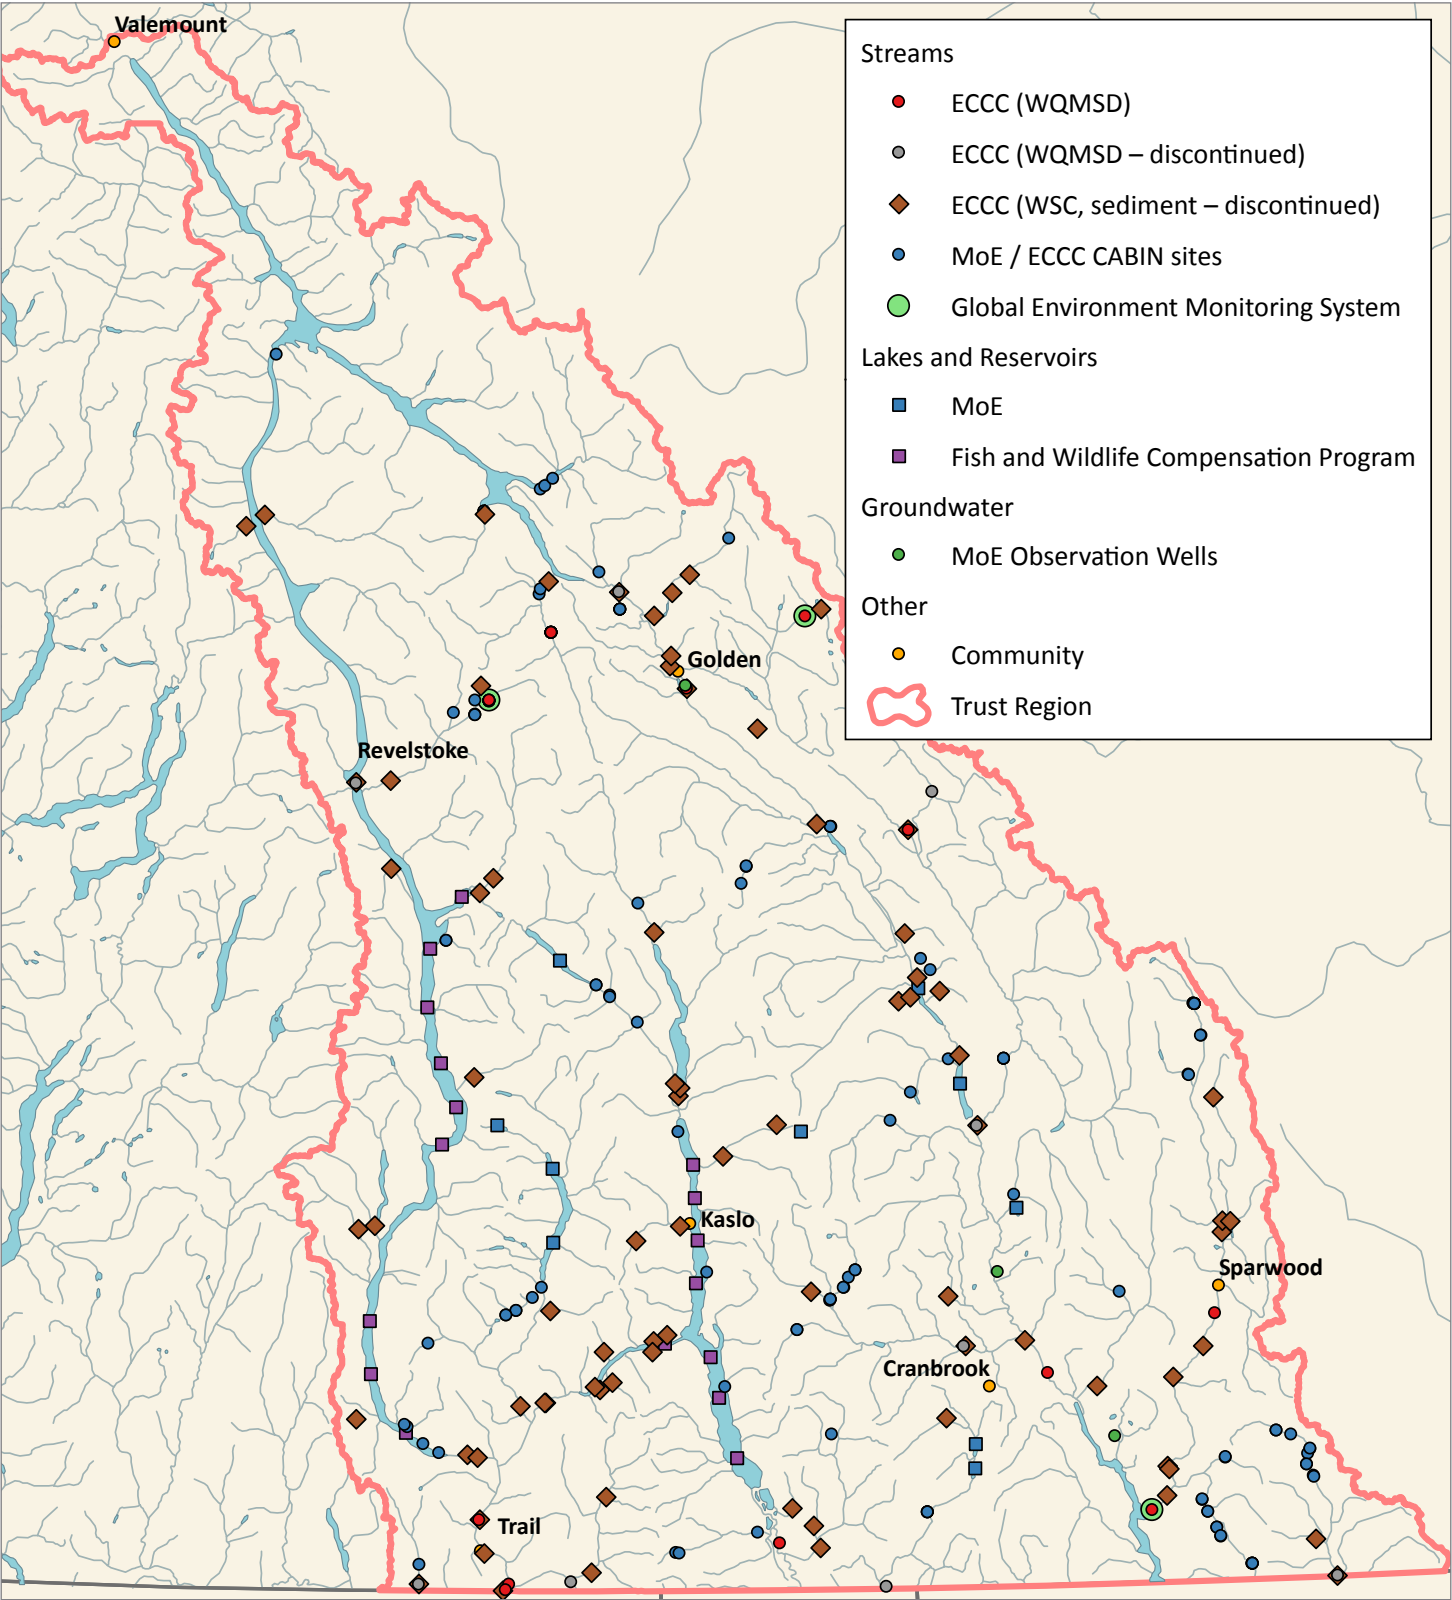 Valemount
Streams
ECCC (WQMSD)
ECCC (WQMSD – discontinued)
ECCC (WSC, sediment – discontinued)
MoE / ECCC CABIN sites
Global Environment Monitoring System
Lakes and Reservoirs
MoE
Fish and Wildlife Compensation Program
Groundwater
MoE Observation Wells
Other
Community
Trust Region
Golden
Revelstoke
Kaslo
Sparwood
Cranbrook
Trail